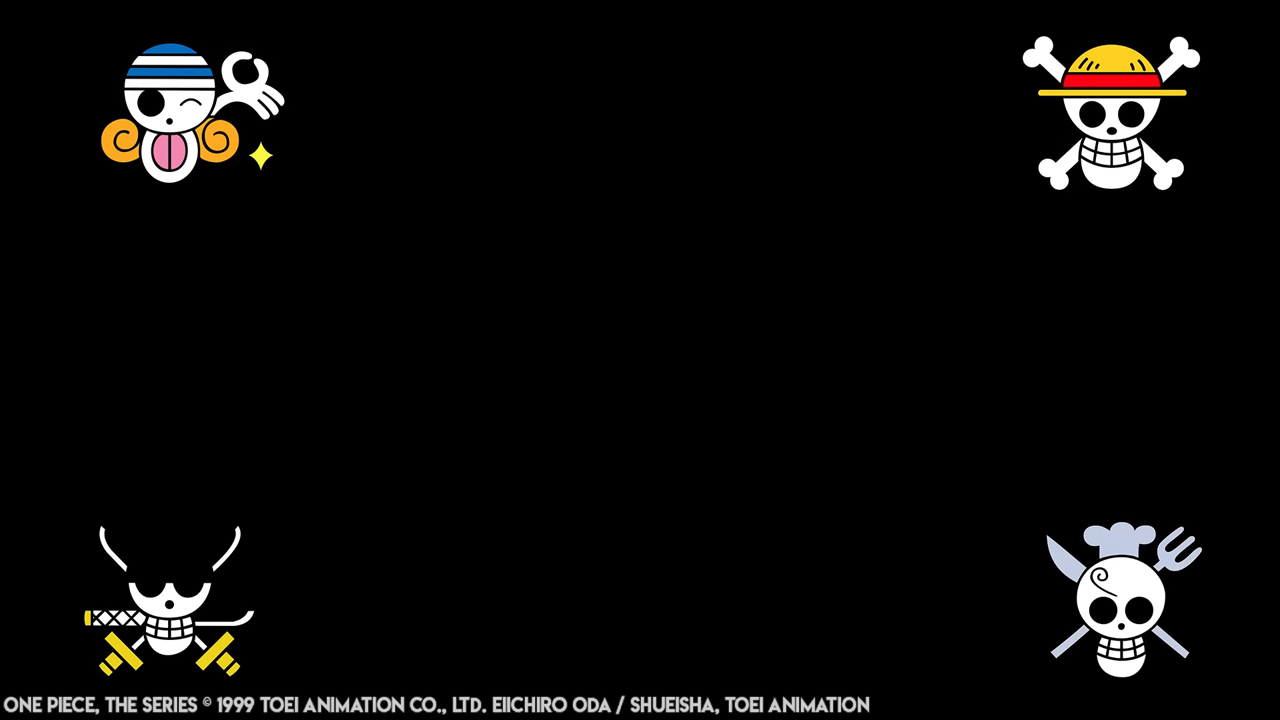 ONE PIECE, THE SERIES © 1999 TOEI ANIMATION CO., LTD. EIICHIRO ODA / SHUEISHA, TOEI ANIMATION